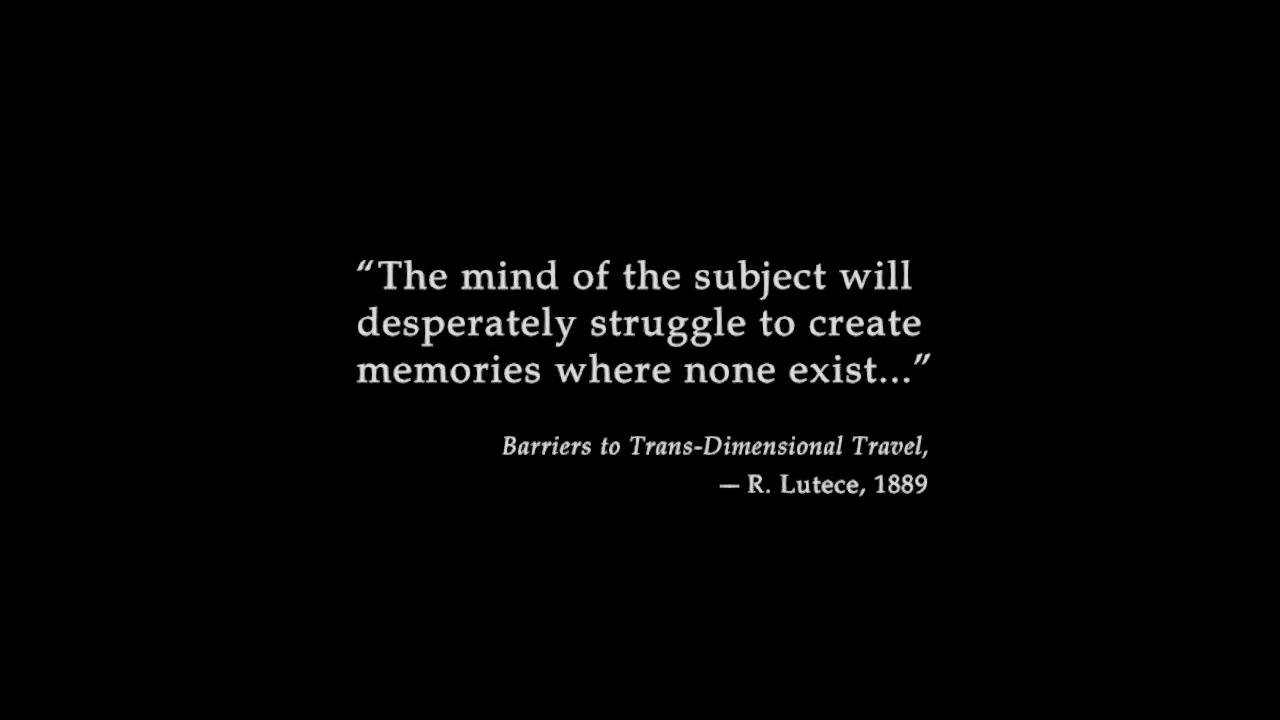 “The mind of the subject will
desperately struggle to create
memories where none exist...”
Barriers to Trans-Dimensional Travel,
— R. Lutece, 1889